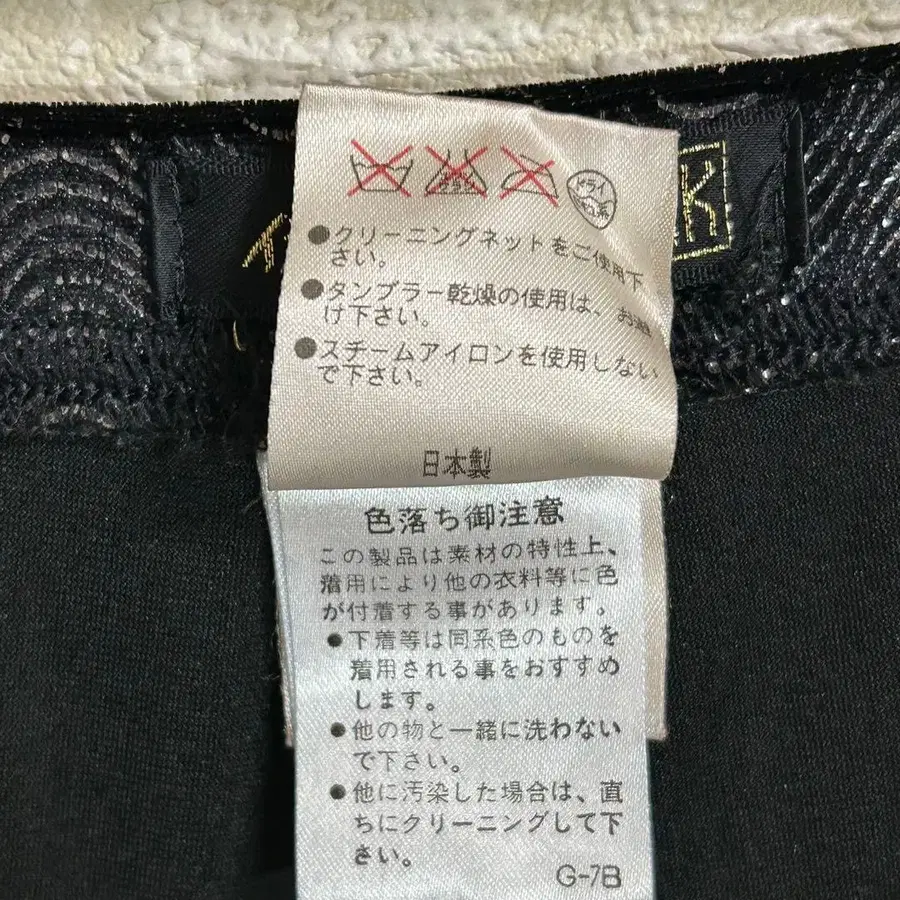 ドライ
K
●クリーニングネットをご使用下
さい。
●タンブラー乾燥の使用は、お避
け下さい。
●スチームアイロンを使用しない
で下さい。
日本製
色落ち御注意
この製品は素材の特性上、
着用により他の衣料等に色
が付着する事があります。
●下着等は同系色のものを
着用される事をおすすめ
します。
●他の物と一緒に洗わない
で下さい。
●他に汚染した場合は、直
ちにクリーニングして下
さい。
G-7B